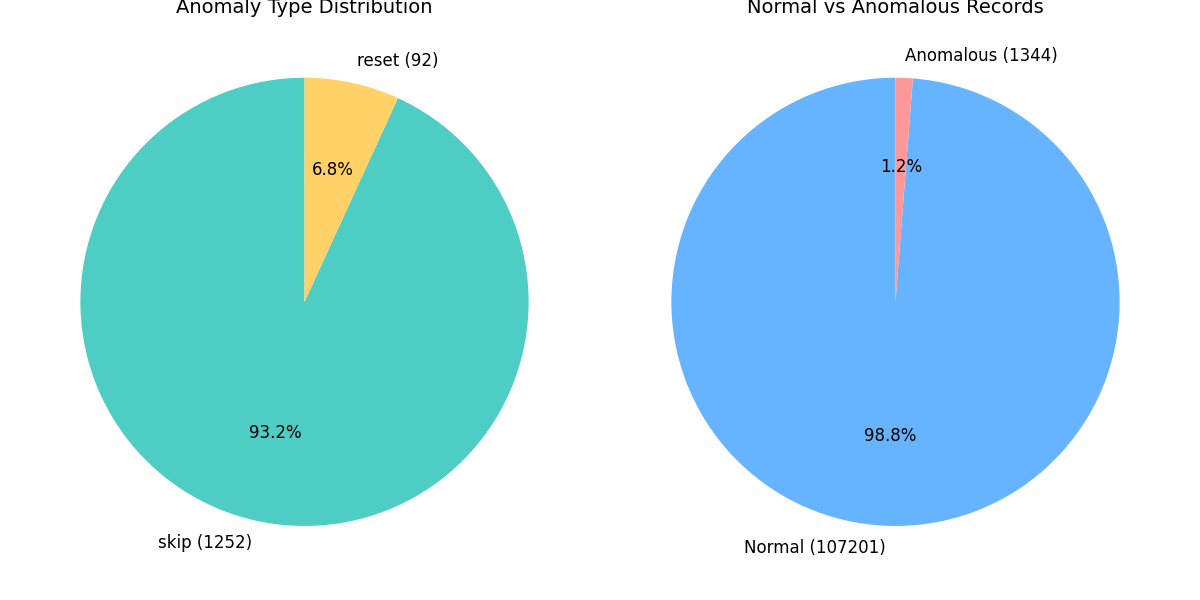 Anomaly Type Distribution
reset (92)
6.8%
93.2%
skip (1252)
Normal vs Anomalous Records
Anomalous (1344)
1.2%
98.8%
Normal (107201)